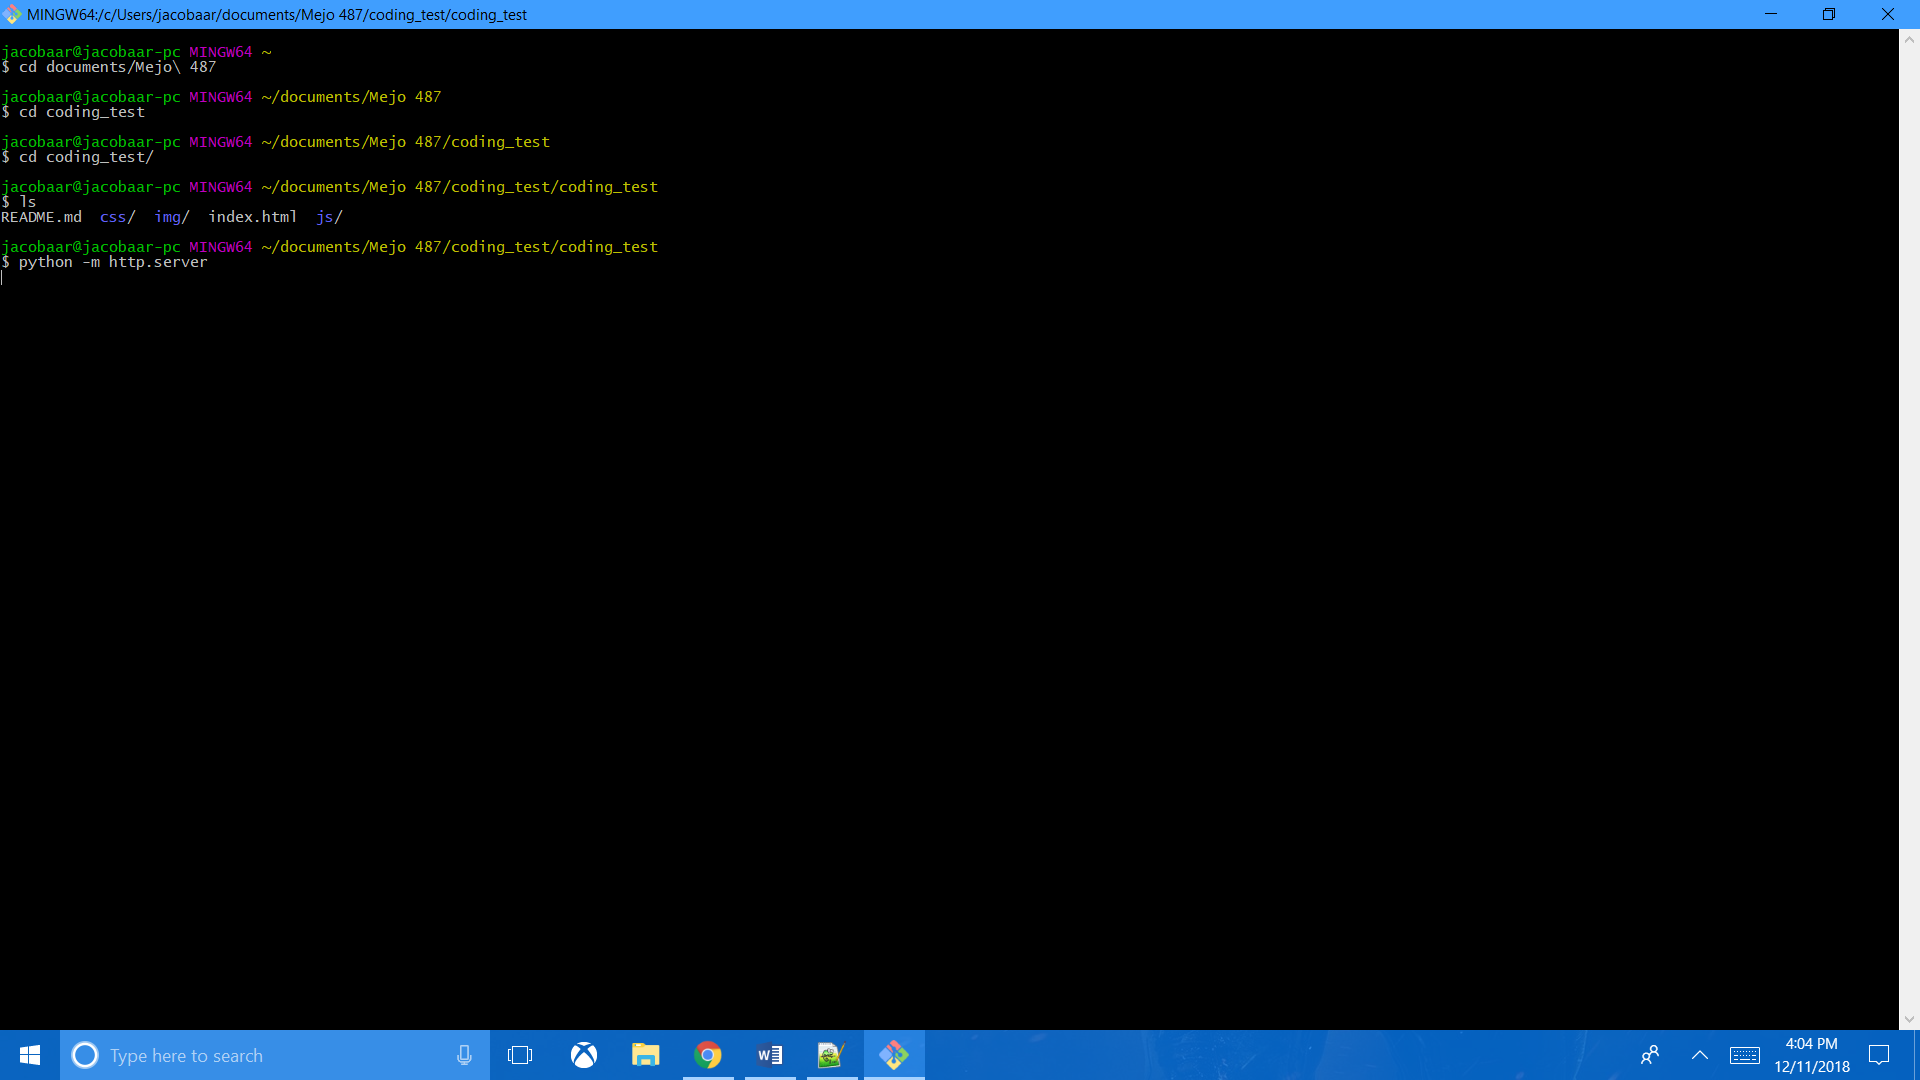 MINGW64:/c/Users/jacobaar/documents/Mejo 487/coding_test/coding_test
jacobaar@jacobaar-pc MINGW64 ~
$ cd documents/Mejo\ 487
jacobaar@jacobaar-pc MINGW64 ~/documents/Mejo 487
$ cd coding_test
jacobaar@jacobaar-pc MINGW64 ~/documents/Mejo 487/coding_test
$ cd coding_test/
jacobaar@jacobaar-pc MINGW64 ~/documents/Mejo 487/coding_test/coding_test
$ ls
README.md  css/  img/  index.html  js/
jacobaar@jacobaar-pc MINGW64 ~/documents/Mejo 487/coding_test/coding_test
$ python -m http.server
Type here to search
4:04 PM
12/11/2018